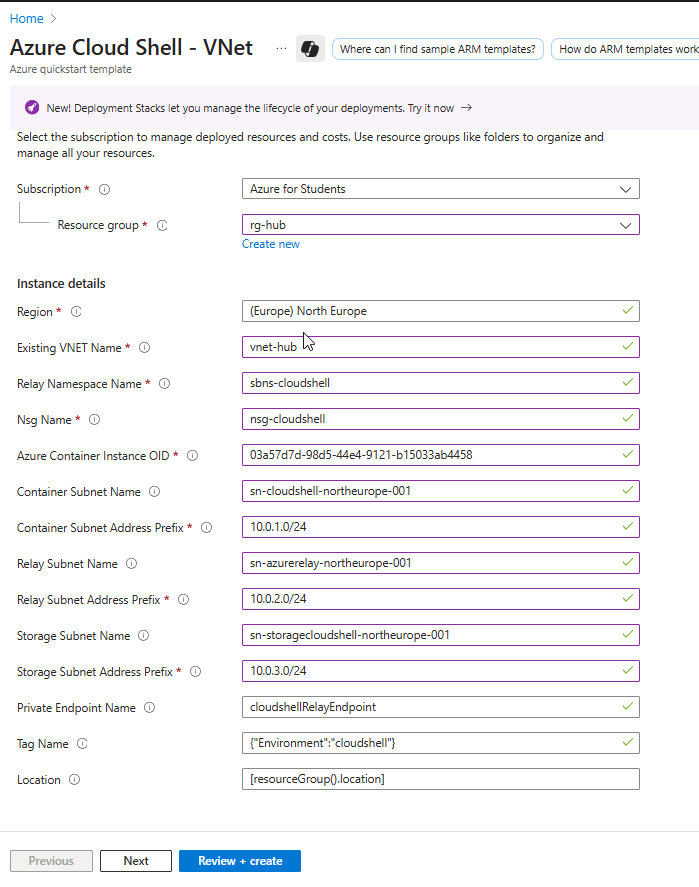 Home
Azure Cloud Shell - VNet
Where can I find sample ARM templates?
How do ARM templates work
Azure quickstart template
New! Deployment Stacks let you manage the lifecycle of your deployments. Try it now →
Select the subscription to manage deployed resources and costs. Use resource groups like folders to organize and
manage all your resources.
Subscription *
Azure for Students
Resource group *
rg-hub
Create new
Instance details
Region *
(Europe) North Europe
Existing VNET Name *
vnet-hub
Relay Namespace Name *
sbns-cloudshell
Nsg Name *
nsg-cloudshell
Azure Container Instance OID *
03a57d7d-98d5-44e4-9121-b15033ab4458
Container Subnet Name
sn-cloudshell-northeurope-001
Container Subnet Address Prefix *
10.0.1.0/24
Relay Subnet Name
sn-azurerelay-northeurope-001
Relay Subnet Address Prefix *
10.0.2.0/24
Storage Subnet Name
sn-storagecloudshell-northeurope-001
Storage Subnet Address Prefix *
10.0.3.0/24
Private Endpoint Name
cloudshellRelayEndpoint
Tag Name
{"Environment":"cloudshell"}
Location
[resourceGroup().location]
Previous
Next
Review + create